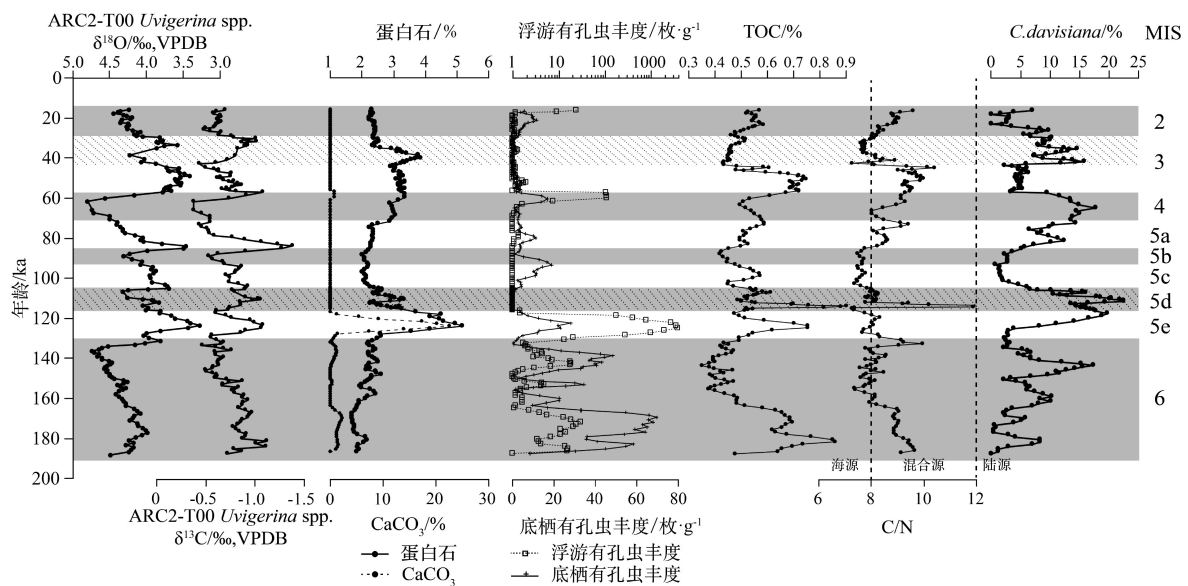 ARC2-T00 Uvigerina spp.
δ¹⁸O/‰,VPDB
蛋白石/%
浮游有孔虫丰度/枚·g⁻¹
TOC/%
C.davisiana/%
MIS
5.0 4.5 4.0 3.5 3.0
1 2 3 4 5 6
1 10 100 1000
0.3 0.4 0.5 0.6 0.7 0.8 0.9
0 5 10 15 20 25
0
20
40
60
80
100
120
140
160
180
200
年龄/ka
2
3
4
5a
5b
5c
5d
5e
6
海源
混合源
陆源
0 -0.5 -1.0 -1.5
0 10 20 30
0 20 40 60 80
6 8 10 12
ARC2-T00 Uvigerina spp.
δ¹³C/‰,VPDB
CaCO₃/%
底栖有孔虫丰度/枚·g⁻¹
C/N
蛋白石
浮游有孔虫丰度
CaCO₃
底栖有孔虫丰度